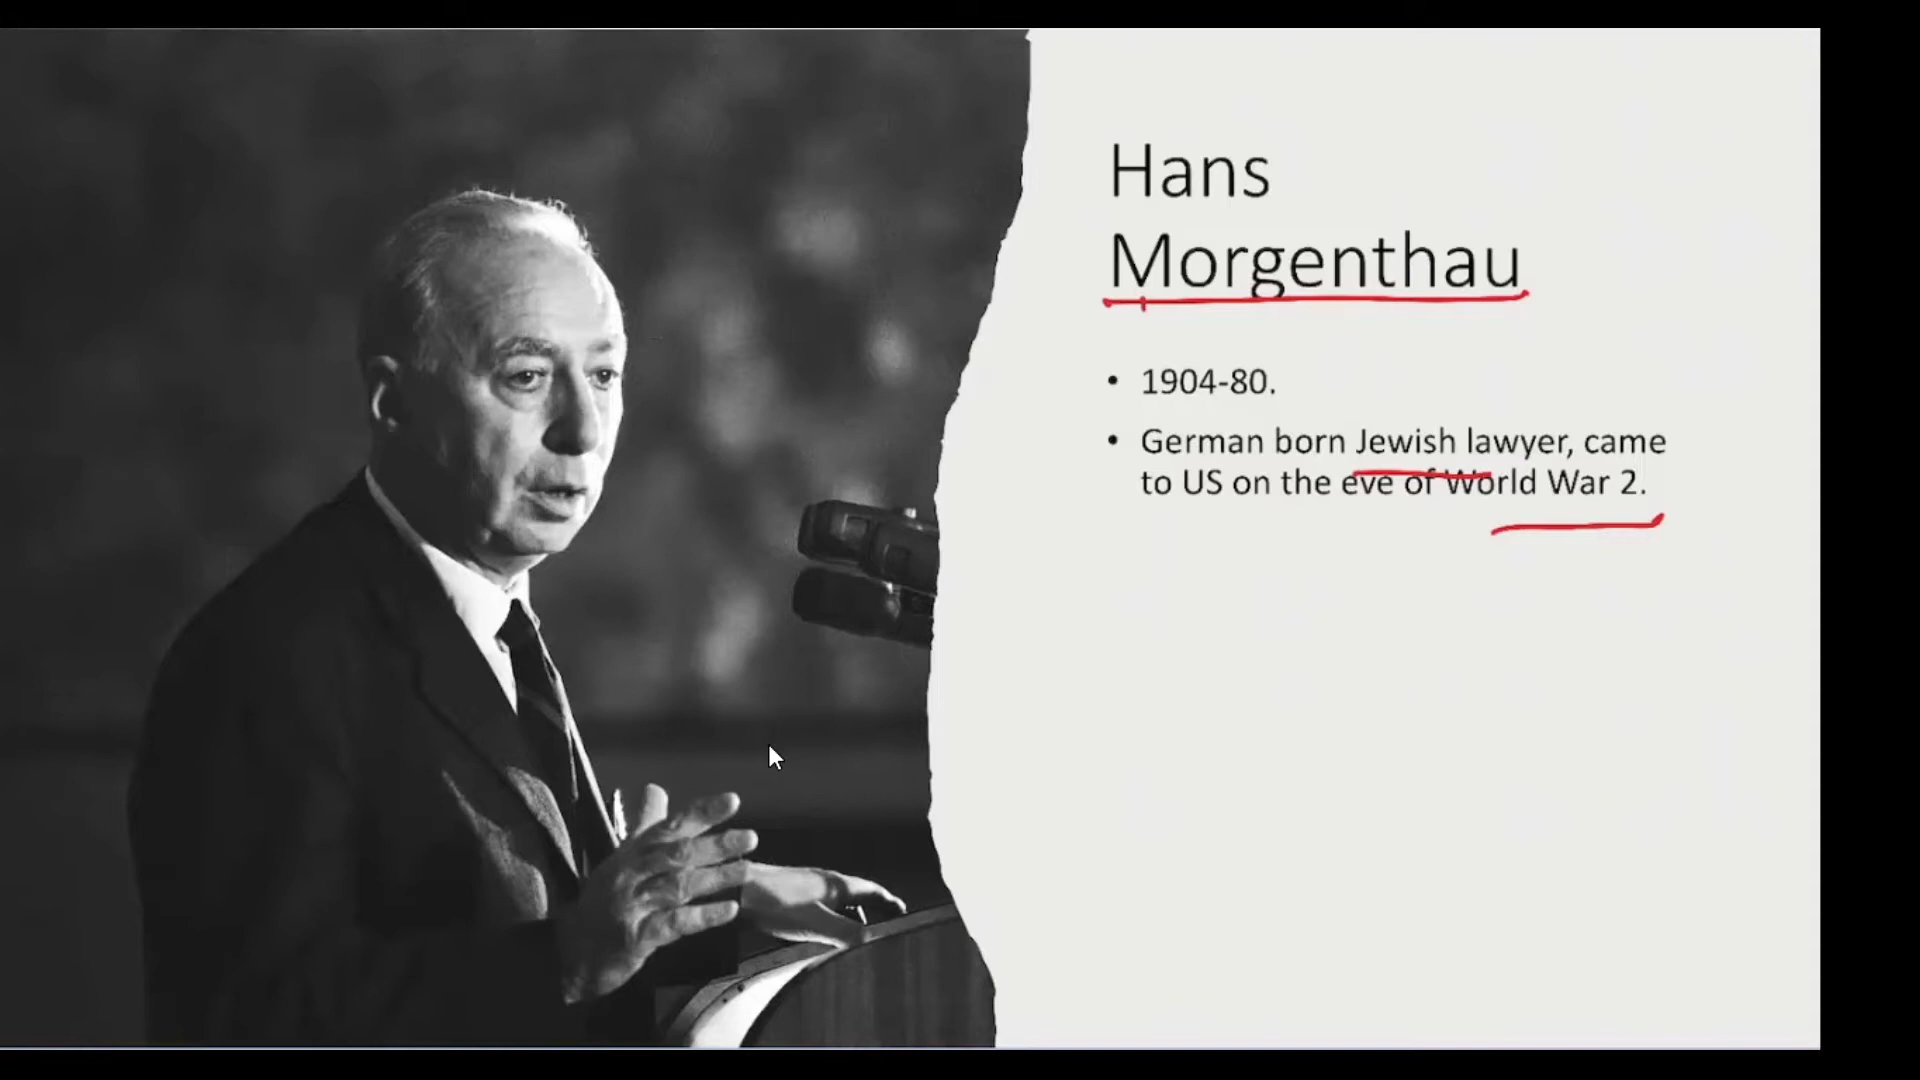 Hans
Morgenthau
• 1904-80.
• German born Jewish lawyer, came
to US on the eve of World War 2.